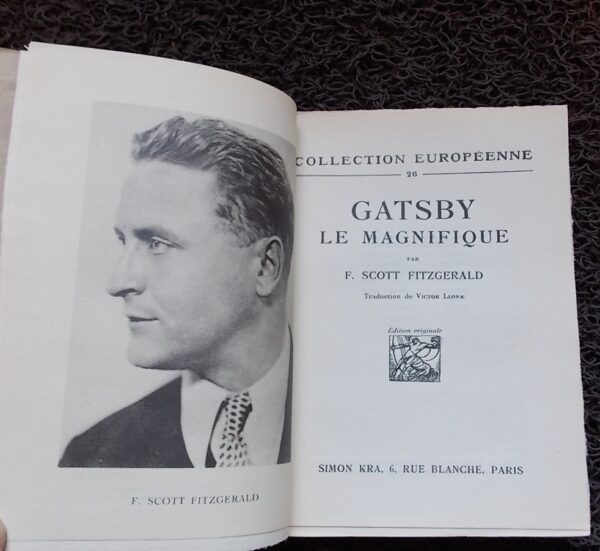 F. SCOTT FITZGERALD
COLLECTION EUROPÉENNE
26
GATSBY
LE MAGNIFIQUE
PAR
F. SCOTT FITZGERALD
Traduction de VICTOR LLONA
Édition originale
SIMON KRA, 6, RUE BLANCHE, PARIS